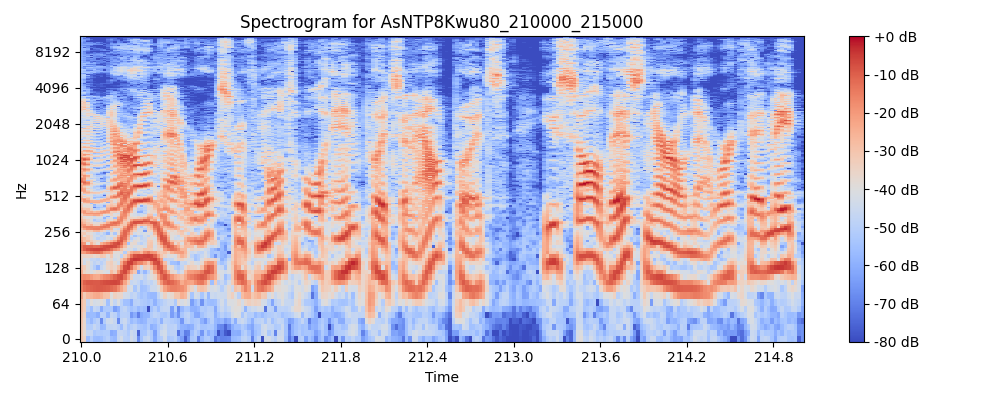 Spectrogram for AsNTP8Kwu80_210000_215000
Hz
8192
4096
2048
1024
512
256
128
64
0
210.0 210.6 211.2 211.8 212.4 213.0 213.6 214.2 214.8
Time
+0 dB
-10 dB
-20 dB
-30 dB
-40 dB
-50 dB
-60 dB
-70 dB
-80 dB